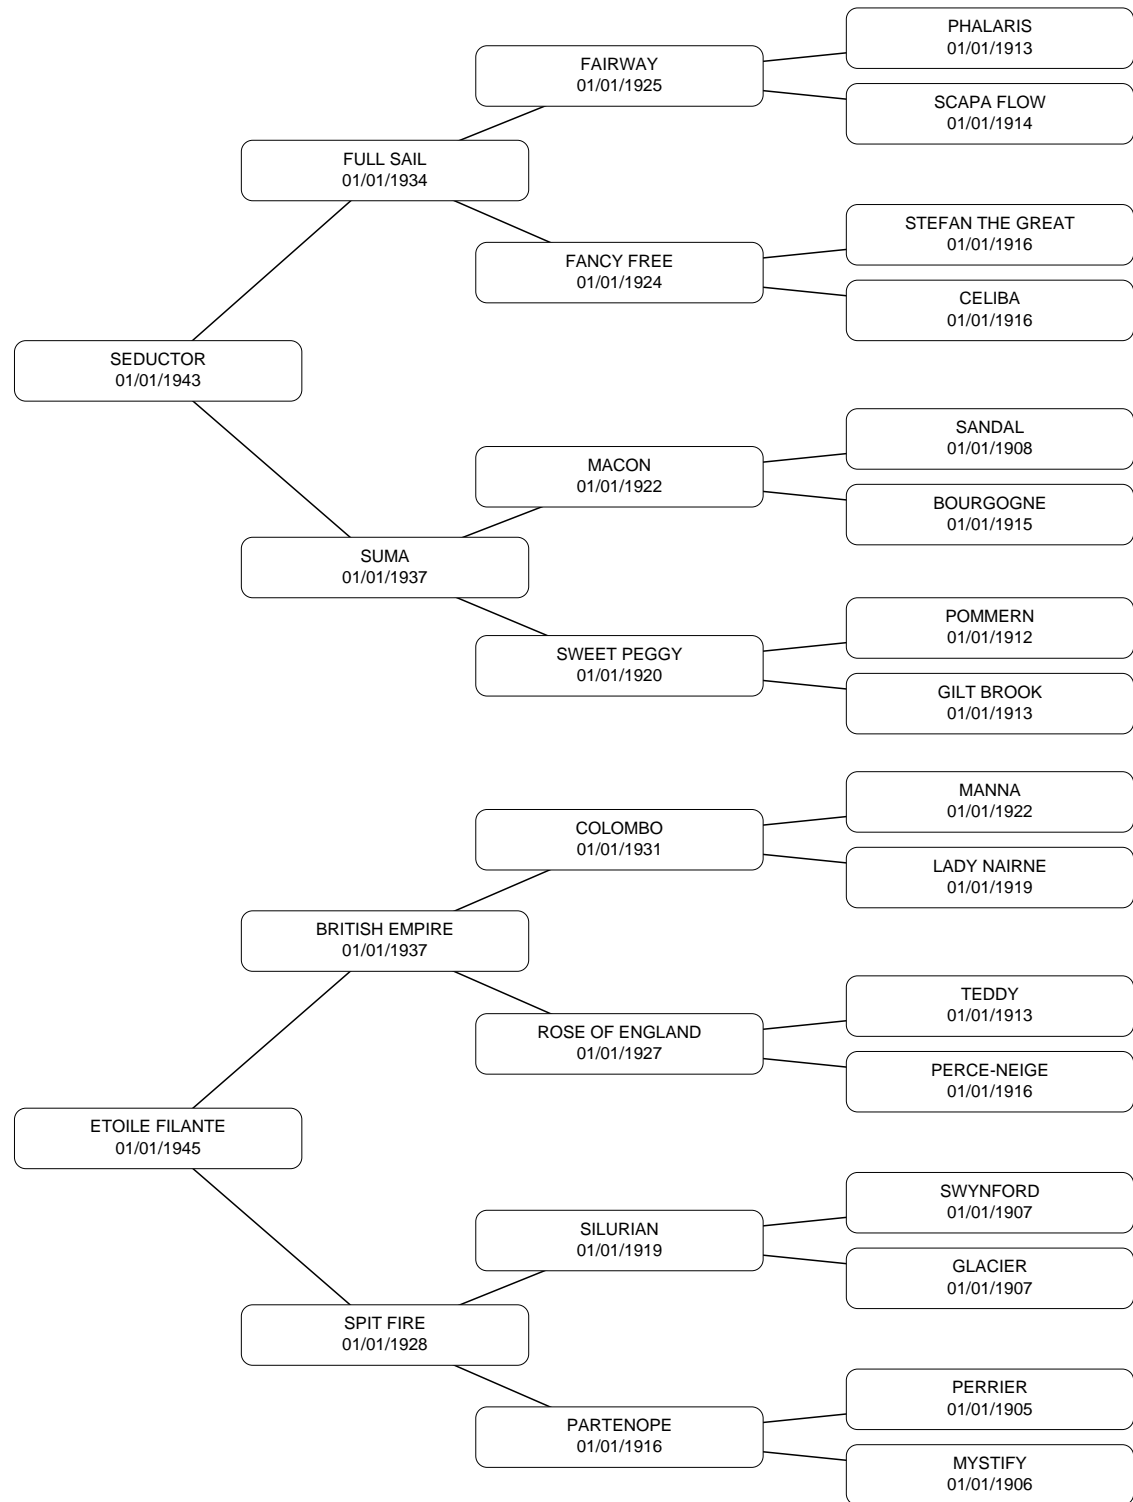 PHALARIS
01/01/1913
FAIRWAY
01/01/1925
SCAPA FLOW
01/01/1914
FULL SAIL
01/01/1934
STEFAN THE GREAT
01/01/1916
FANCY FREE
01/01/1924
CELIBA
01/01/1916
SEDUCTOR
01/01/1943
SANDAL
01/01/1908
MACON
01/01/1922
BOURGOGNE
01/01/1915
SUMA
01/01/1937
POMMERN
01/01/1912
SWEET PEGGY
01/01/1920
GILT BROOK
01/01/1913
MANNA
01/01/1922
COLOMBO
01/01/1931
LADY NAIRNE
01/01/1919
BRITISH EMPIRE
01/01/1937
TEDDY
01/01/1913
ROSE OF ENGLAND
01/01/1927
PERCE-NEIGE
01/01/1916
ETOILE FILANTE
01/01/1945
SWYNFORD
01/01/1907
SILURIAN
01/01/1919
GLACIER
01/01/1907
SPIT FIRE
01/01/1928
PERRIER
01/01/1905
PARTENOPE
01/01/1916
MYSTIFY
01/01/1906